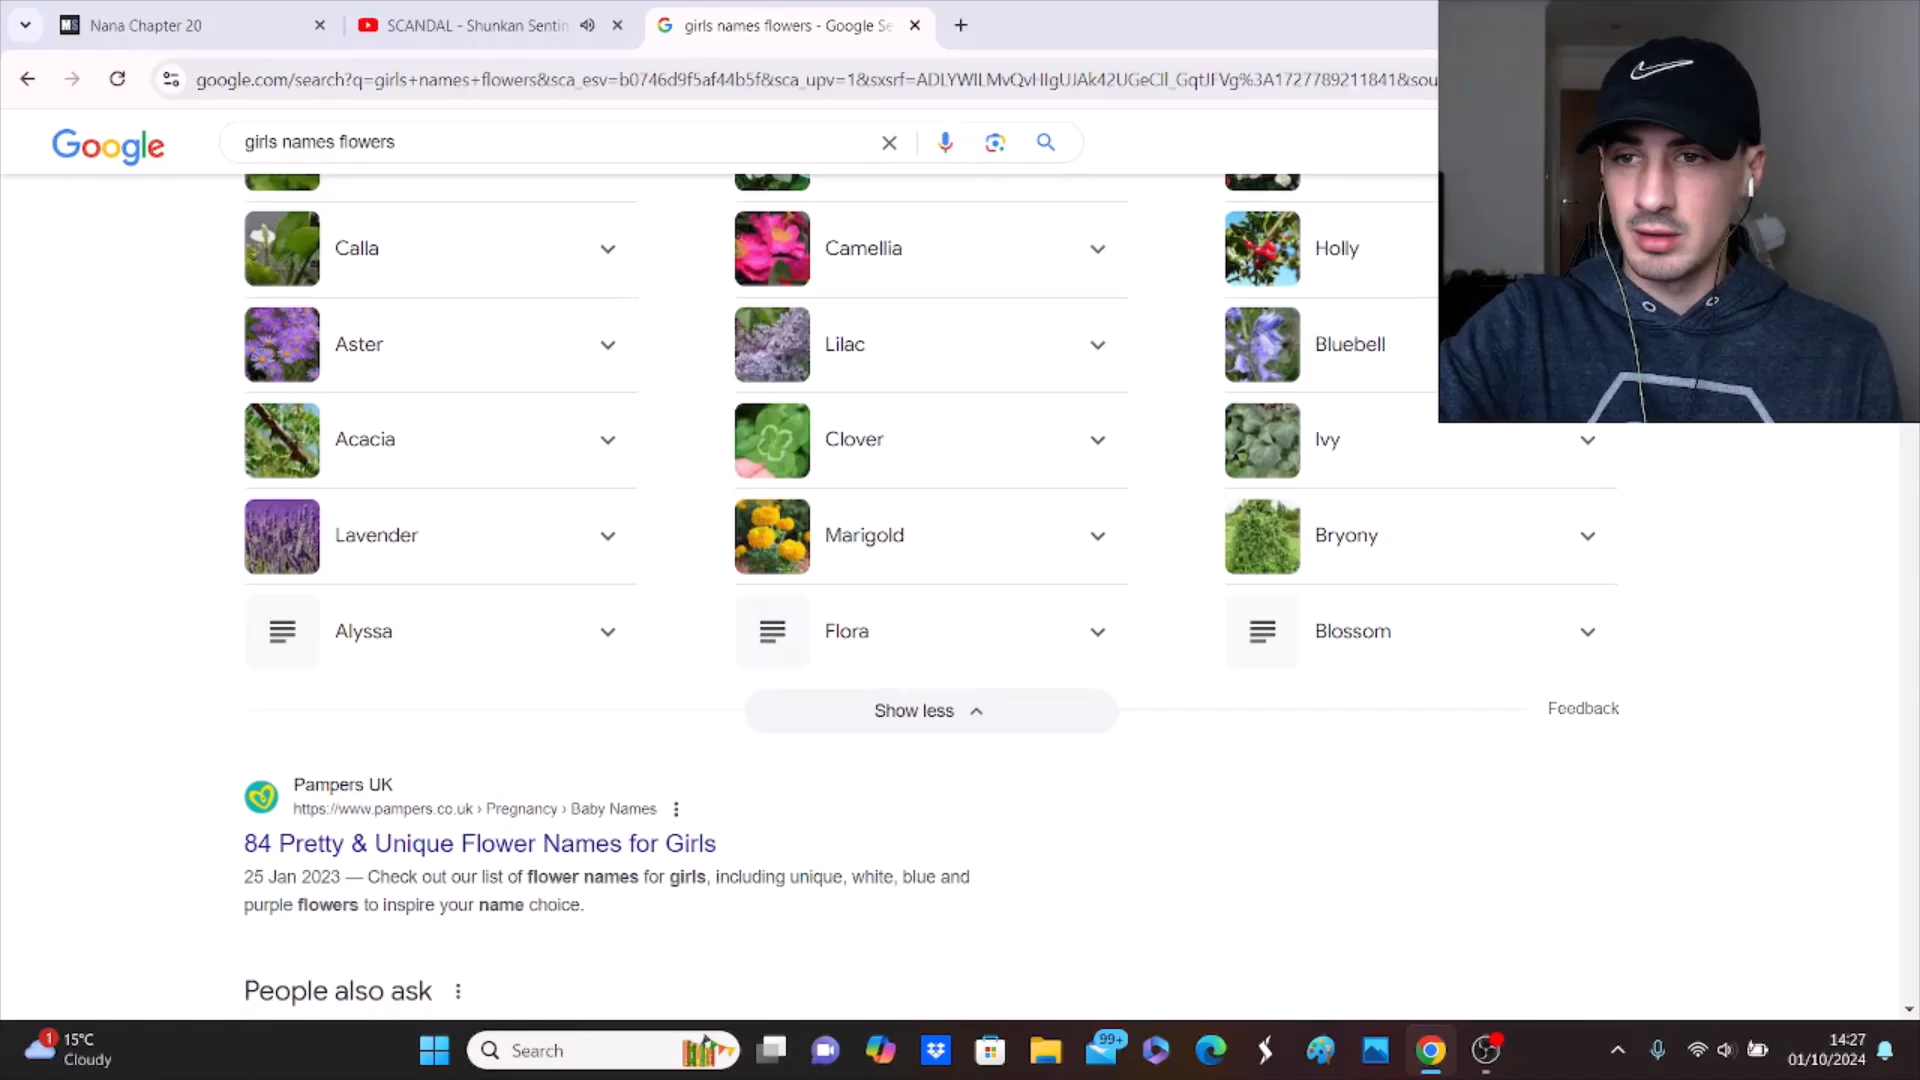 Nana Chapter 20
SCANDAL - Shunkan Sentin
girls names flowers - Google Se
google.com/search?q=girls+names+flowers&sca_esv=b0746d9f5af44b5f&sca_upv=1&sxsrf=ADLYWILMvQvHIgUJAk42UGeCIl_GqtJFVg%3A1727789211841&sou
Google
girls names flowers
Calla
Camellia
Holly
Aster
Lilac
Bluebell
Acacia
Clover
Ivy
Lavender
Marigold
Bryony
Alyssa
Flora
Blossom
Show less
Feedback
Pampers UK
https://www.pampers.co.uk › Pregnancy › Baby Names
84 Pretty & Unique Flower Names for Girls
25 Jan 2023 — Check out our list of flower names for girls, including unique, white, blue and
purple flowers to inspire your name choice.
People also ask
1
15°C
Cloudy
Search
99+
14:27
01/10/2024